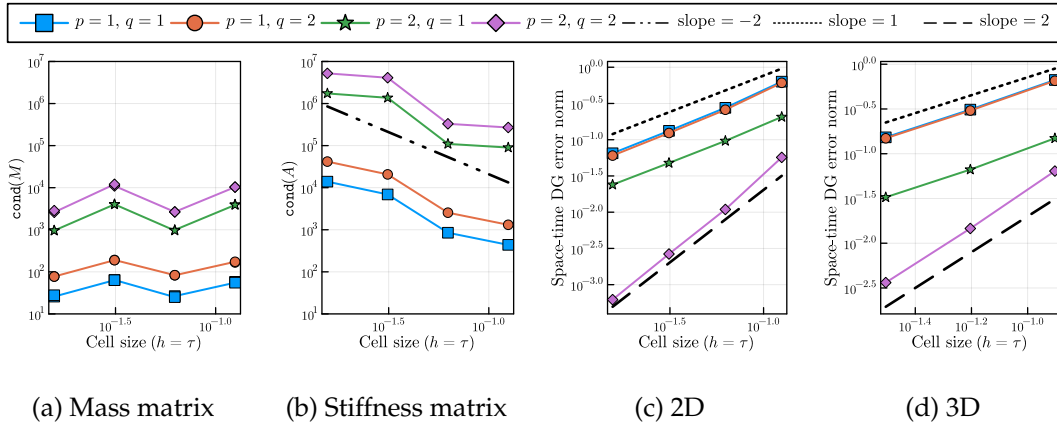 p = 1, q = 1 p = 1, q = 2 p = 2, q = 1 p = 2, q = 2 slope = −2 slope = 1 slope = 2
10^7
10^6
10^5
10^4
10^3
10^2
10^1
cond(M)
10^−1.5 10^−1.0
Cell size (h = τ)
10^7
10^6
10^5
10^4
10^3
10^2
10^1
cond(A)
10^−1.5 10^−1.0
Cell size (h = τ)
10^0.0
10^−0.5
10^−1.0
10^−1.5
10^−2.0
10^−2.5
10^−3.0
Space-time DG error norm
10^−1.5 10^−1.0
Cell size (h = τ)
10^0.0
10^−0.5
10^−1.0
10^−1.5
10^−2.0
10^−2.5
Space-time DG error norm
10^−1.4 10^−1.2 10^−1.0
Cell size (h = τ)
(a) Mass matrix (b) Stiffness matrix (c) 2D (d) 3D